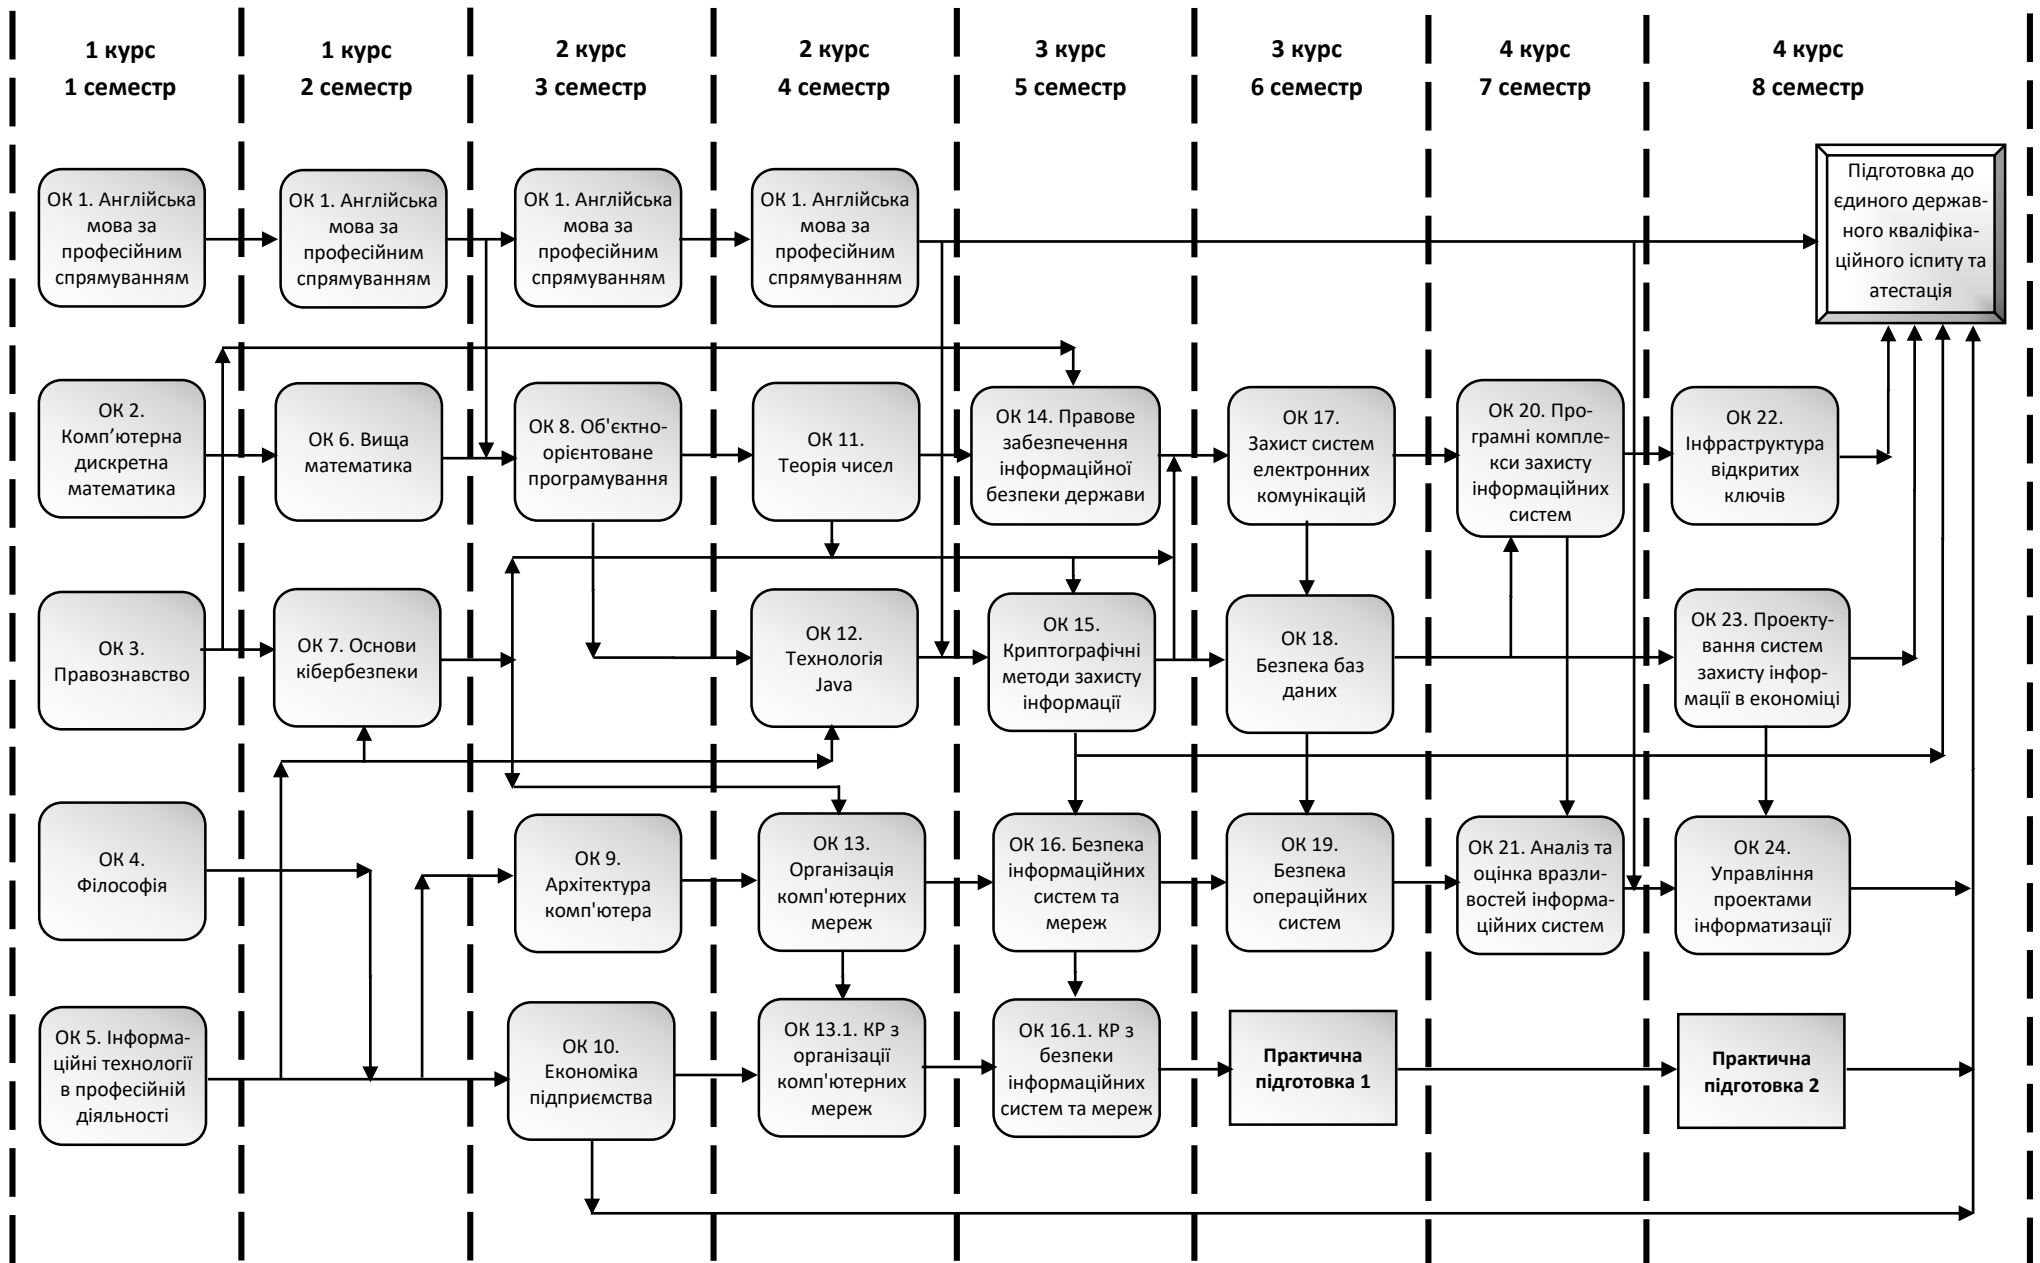 1 курс
1 семестр
1 курс
2 семестр
2 курс
3 семестр
2 курс
4 семестр
3 курс
5 семестр
3 курс
6 семестр
4 курс
7 семестр
4 курс
8 семестр
ОК 1. Англійська
мова за
професійним
спрямуванням
ОК 1. Англійська
мова за
професійним
спрямуванням
ОК 1. Англійська
мова за
професійним
спрямуванням
ОК 1. Англійська
мова за
професійним
спрямуванням
Підготовка до
єдиного держав-
ного кваліфіка-
ційного іспиту та
атестація
ОК 2.
Комп’ютерна
дискретна
математика
ОК 6. Вища
математика
ОК 8. Об'єктно-
орієнтоване
програмування
ОК 11.
Теорія чисел
ОК 14. Правове
забезпечення
інформаційної
безпеки держави
ОК 17.
Захист систем
електронних
комунікацій
ОК 20. Про-
грамні компле-
кси захисту
інформаційних
систем
ОК 22.
Інфраструктура
відкритих
ключів
ОК 3.
Правознавство
ОК 7. Основи
кібербезпеки
ОК 12.
Технологія
Java
ОК 15.
Криптографічні
методи захисту
інформації
ОК 18.
Безпека баз
даних
ОК 23. Проекту-
вання систем
захисту інфор-
мації в економіці
ОК 4.
Філософія
ОК 9.
Архітектура
комп'ютера
ОК 13.
Організація
комп'ютерних
мереж
ОК 16. Безпека
інформаційних
систем та
мереж
ОК 19.
Безпека
операційних
систем
ОК 21. Аналіз та
оцінка вразли-
востей інформа-
ційних систем
ОК 24.
Управління
проектами
інформатизації
ОК 5. Інформа-
ційні технології
в професійній
діяльності
ОК 10.
Економіка
підприємства
ОК 13.1. КР з
організації
комп'ютерних
мереж
ОК 16.1. КР з
безпеки
інформаційних
систем та мереж
Практична
підготовка 1
Практична
підготовка 2